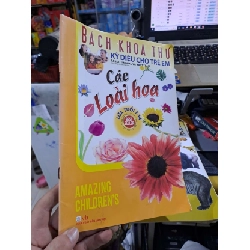 BÁCH KHOA THƯ
KỲ DIỆU CHO TRẺ EM
Các
Loài hoa
AMAZING
CHILDREN'S